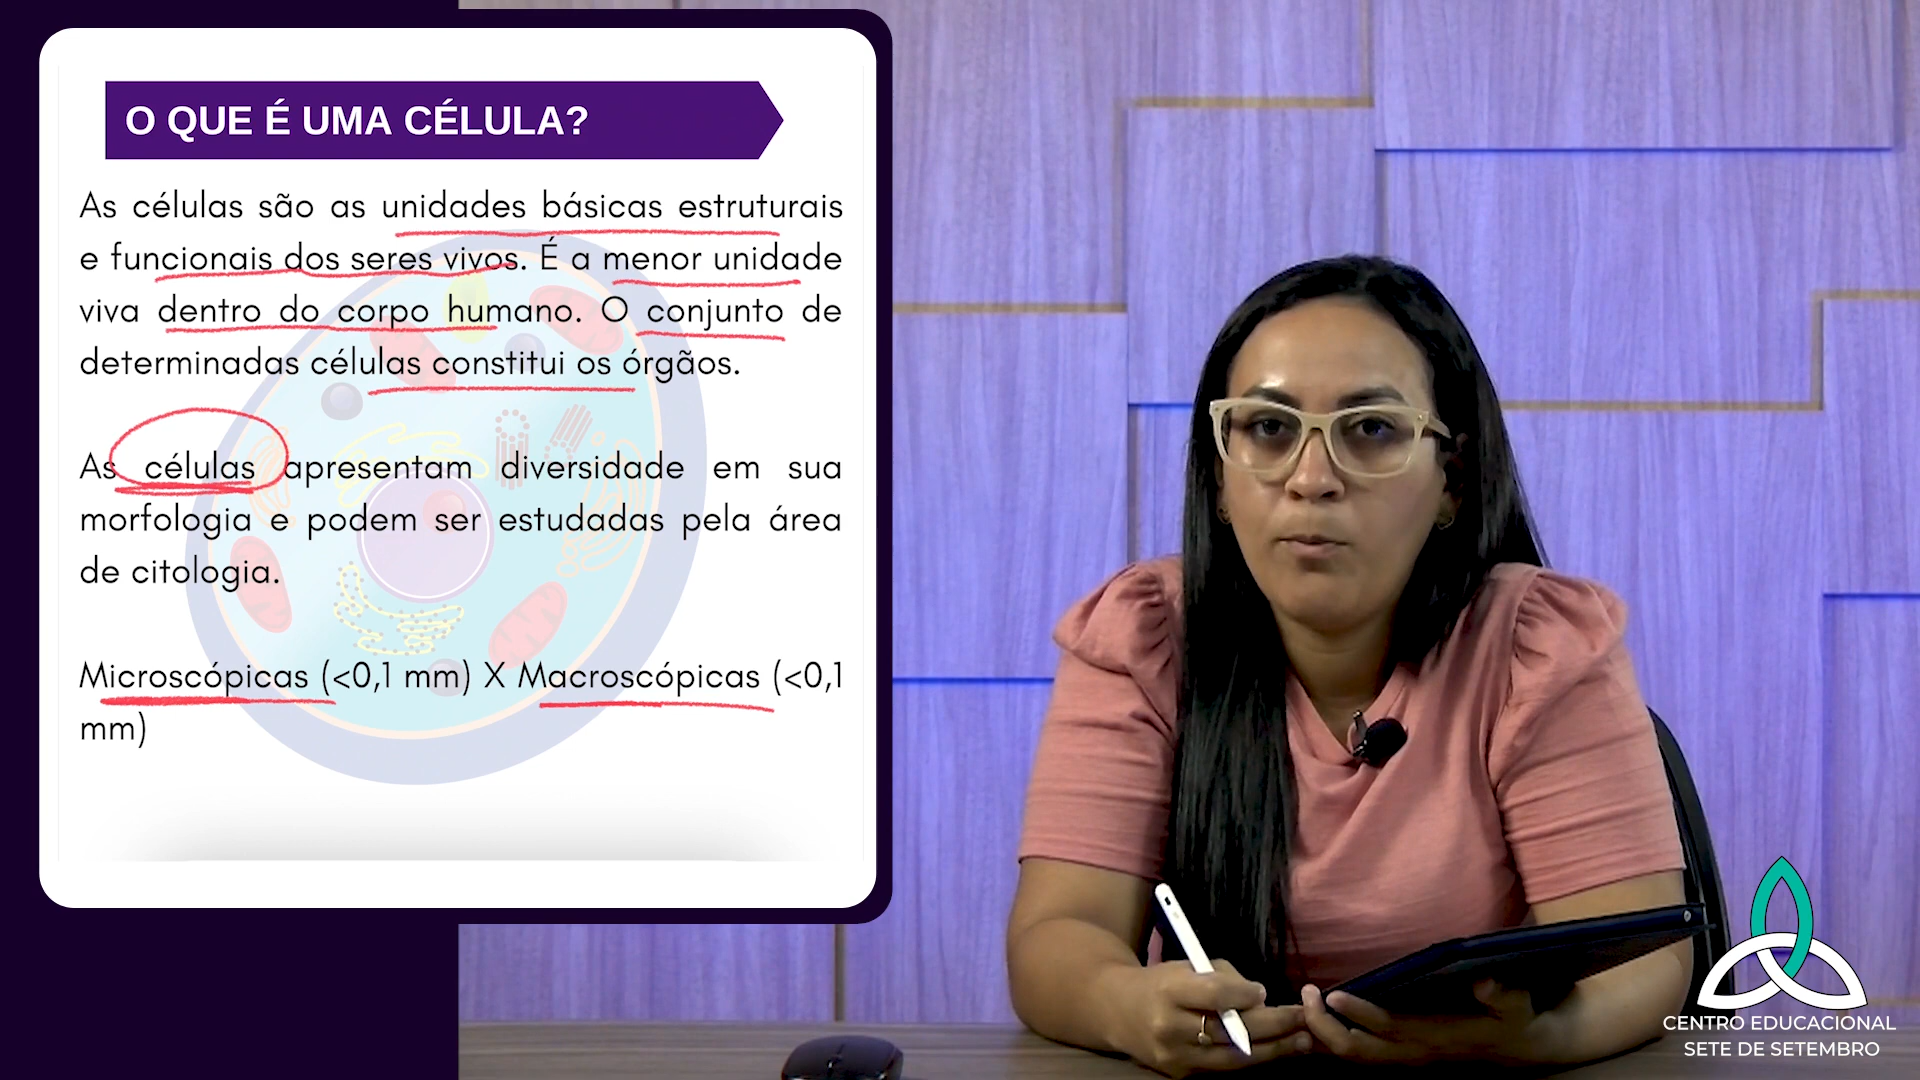 O QUE É UMA CÉLULA?
As células são as unidades básicas estruturais
e funcionais dos seres vivos. É a menor unidade
viva dentro do corpo humano. O conjunto de
determinadas células constitui os órgãos.
As células apresentam diversidade em sua
morfologia e podem ser estudadas pela área
de citologia.
Microscópicas (<0,1 mm) X Macroscópicas (<0,1
mm)
CENTRO EDUCACIONAL
SETE DE SETEMBRO